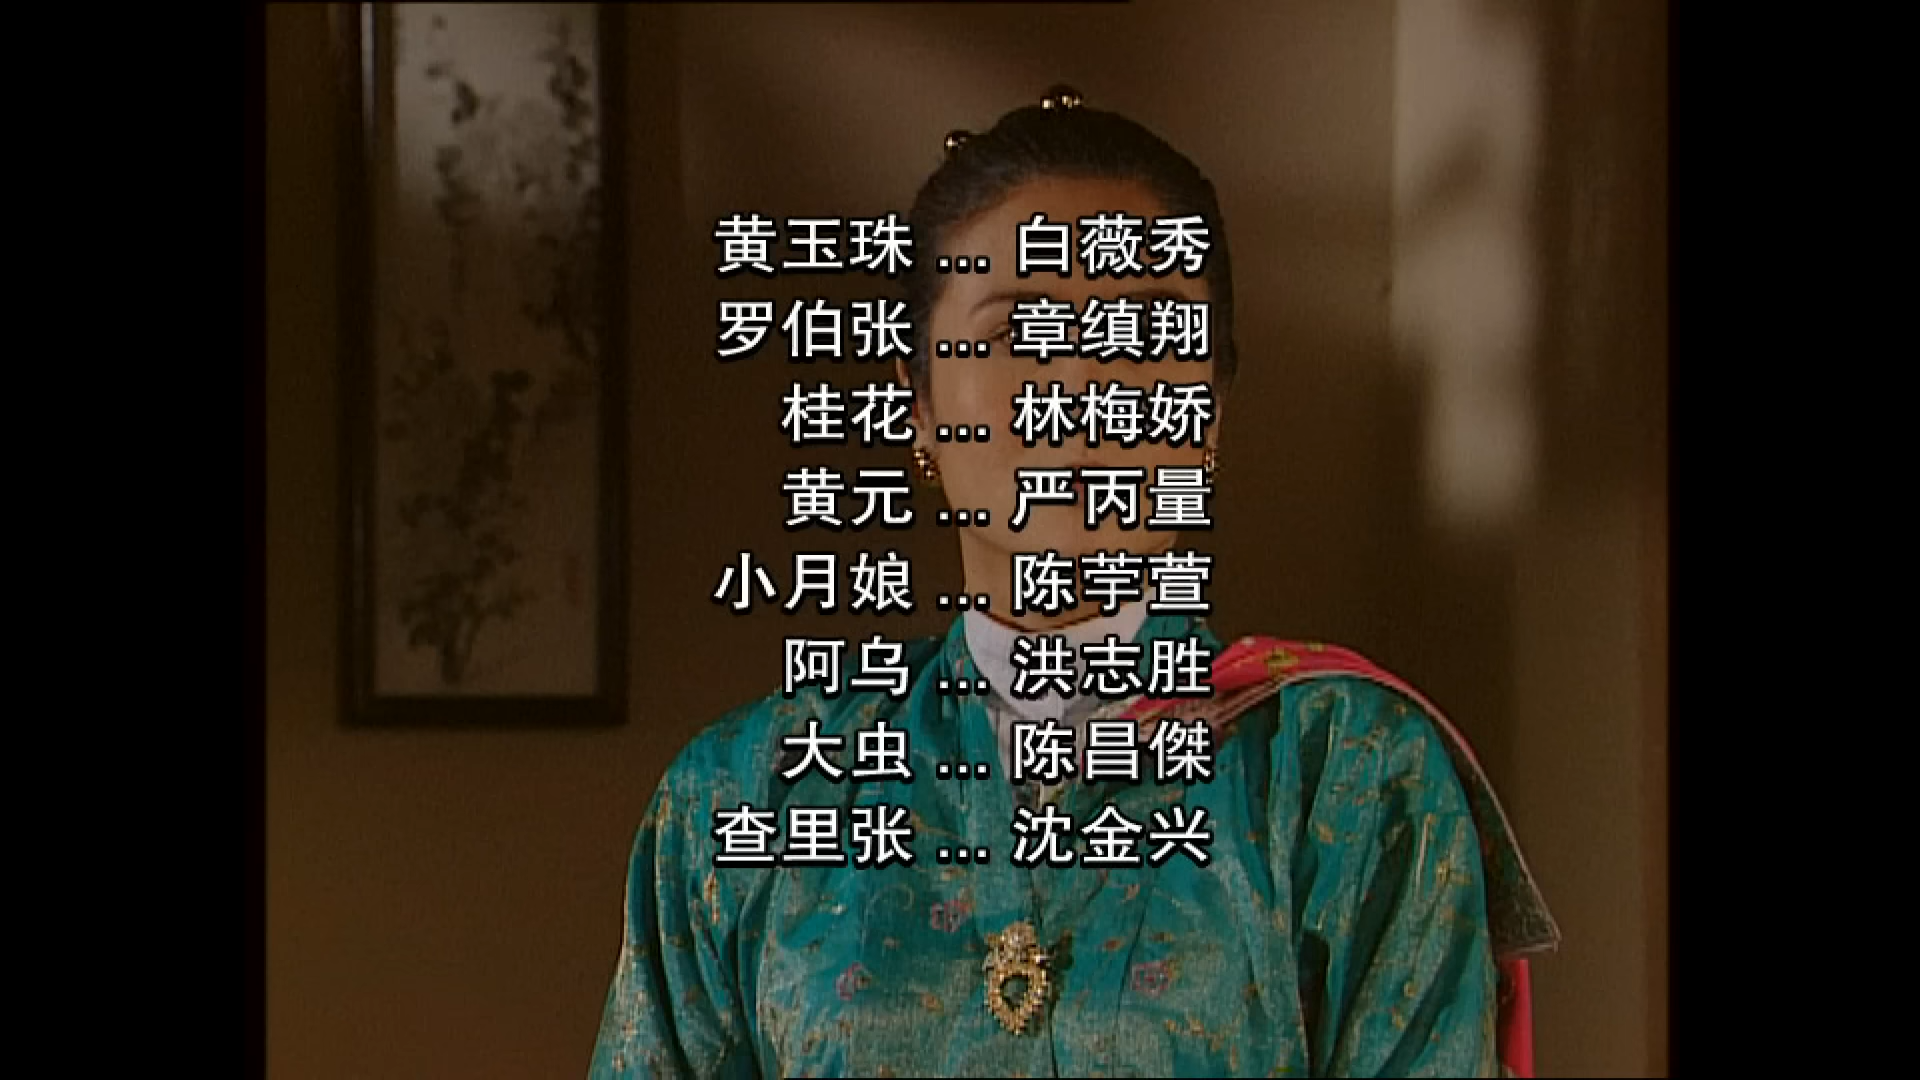 黄玉珠 ... 白薇秀
罗伯张 ... 章缜翔
桂花 ... 林梅娇
黄元 ... 严丙量
小月娘 ... 陈芓萱
阿乌 ... 洪志胜
大虫 ... 陈昌傑
查里张 ... 沈金兴